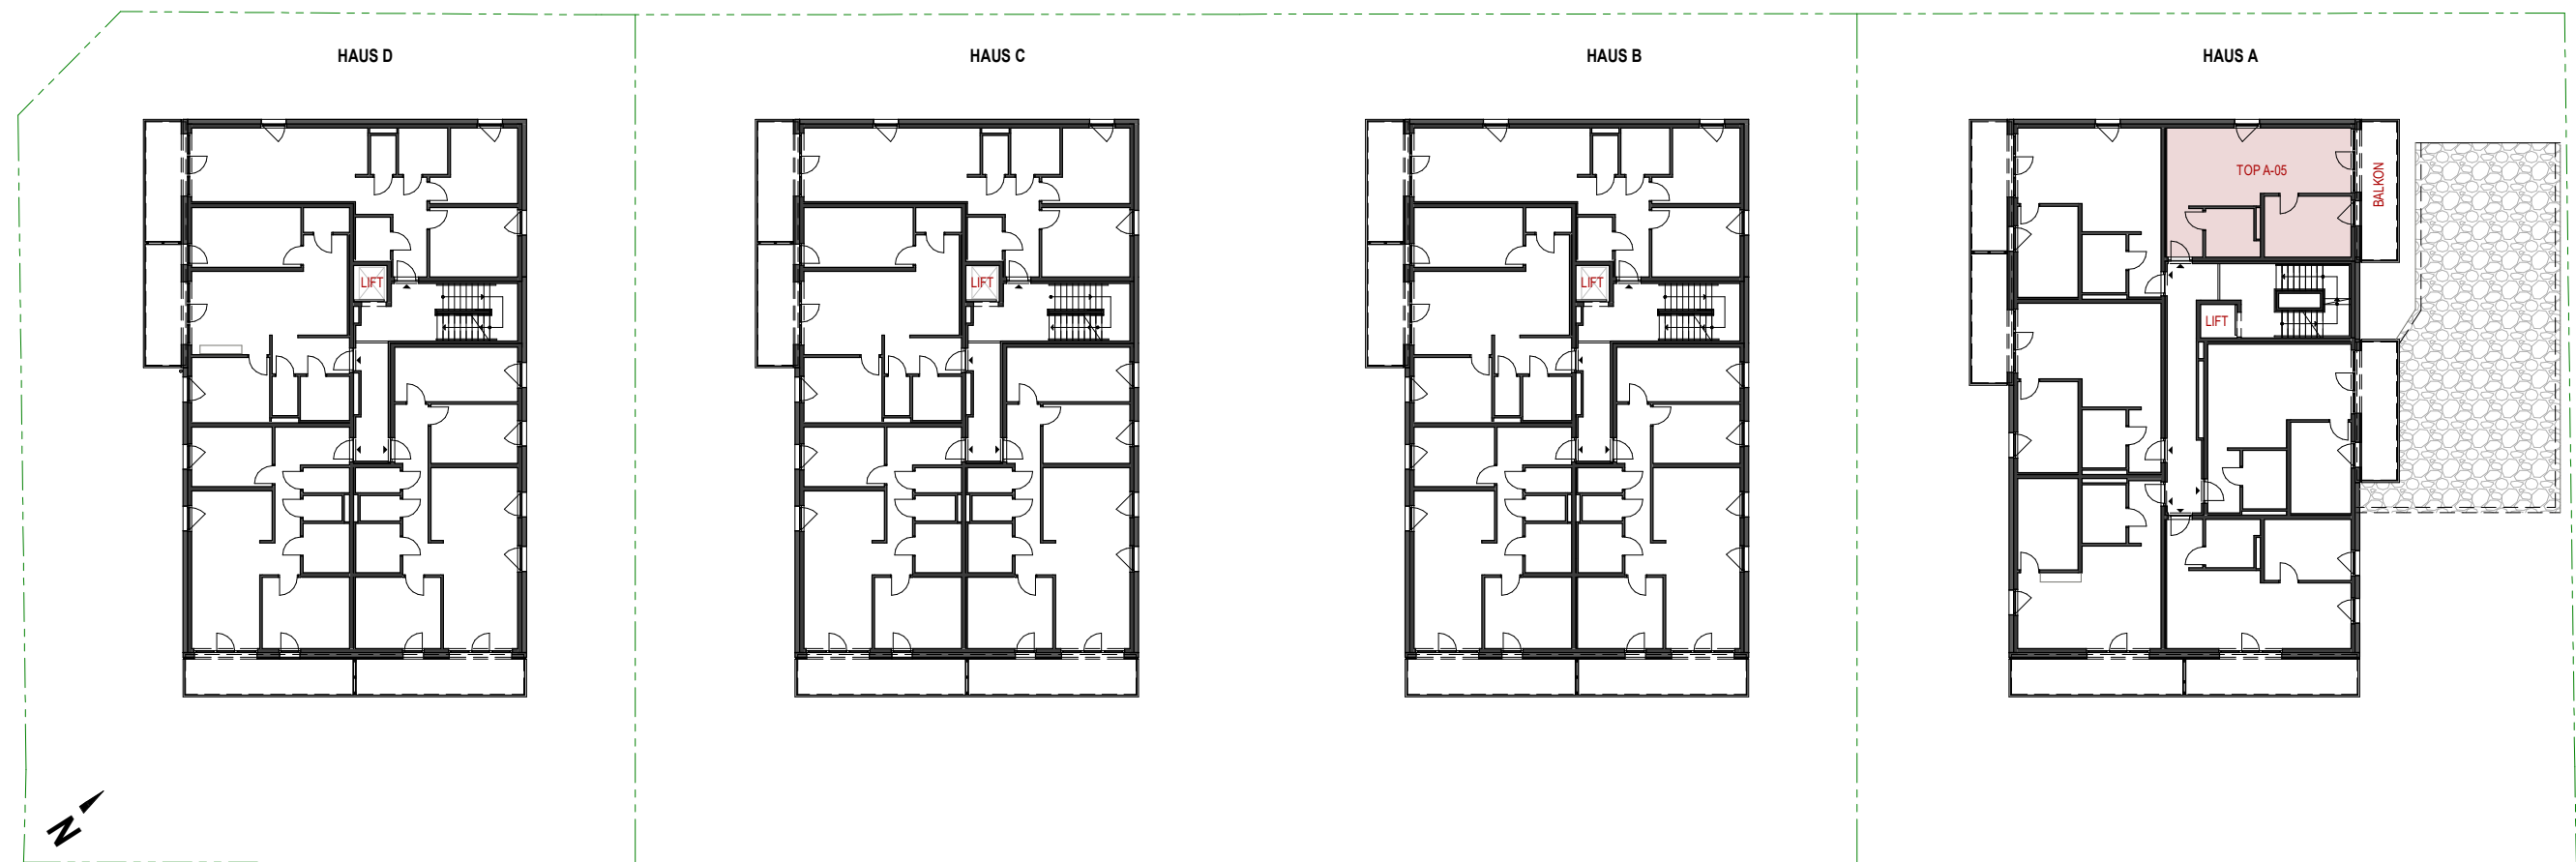 HAUS D
HAUS C
HAUS B
HAUS A
TOP A-05
BALKON
LIFT
LIFT
LIFT
LIFT
N